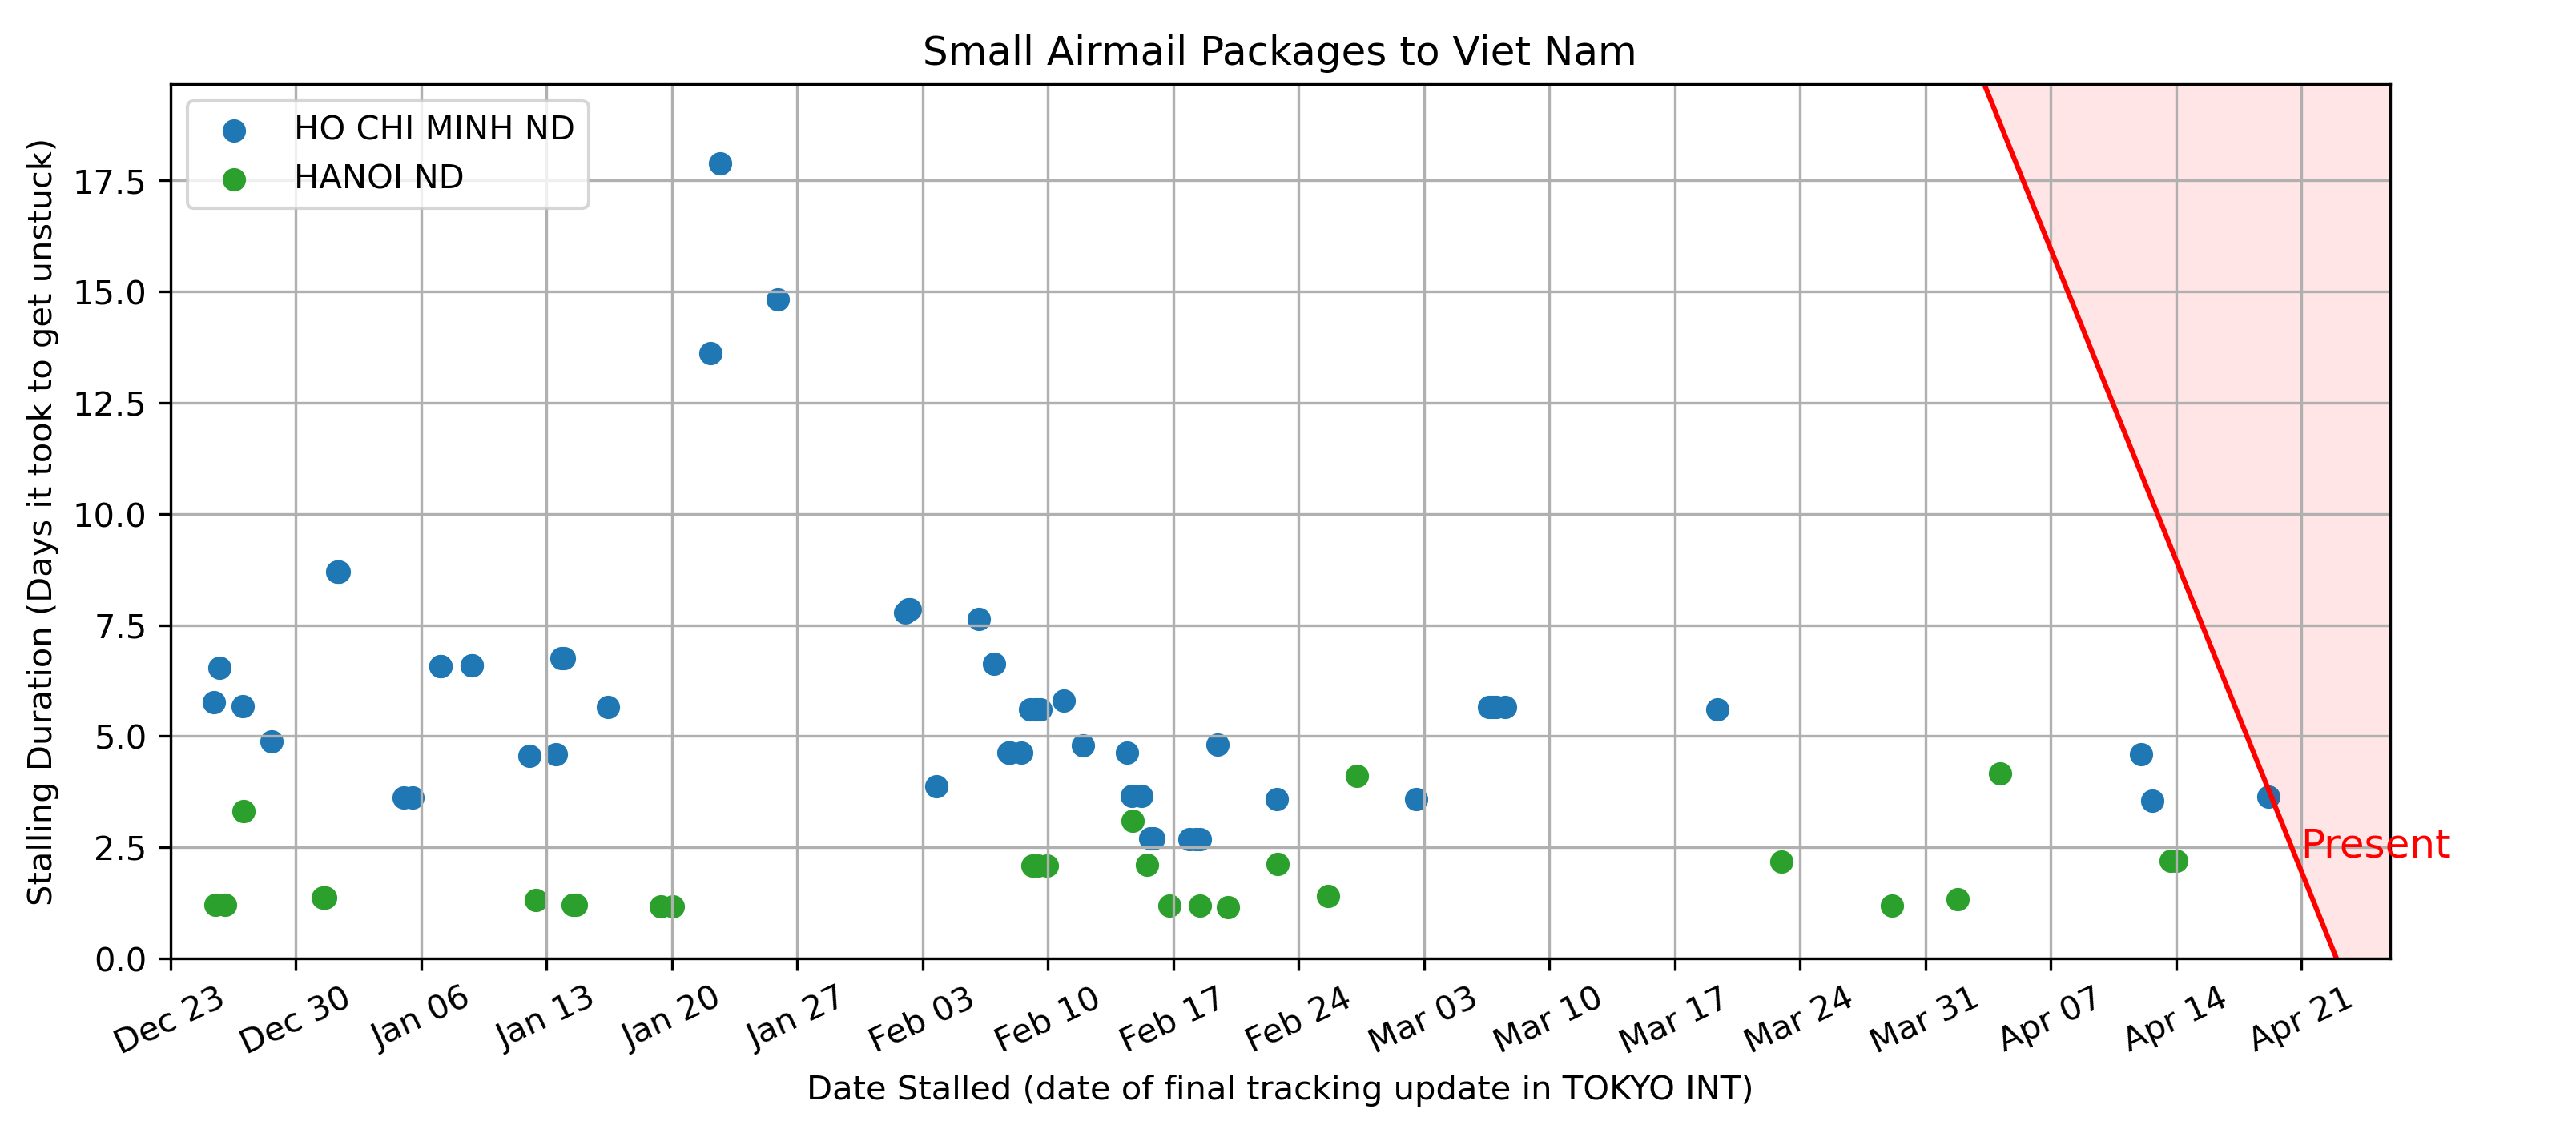 Small Airmail Packages to Viet Nam
HO CHI MINH ND
HANOI ND
Stalling Duration (Days it took to get unstuck)
17.5
15.0
12.5
10.0
7.5
5.0
2.5
0.0
Present
Dec 23
Dec 30
Jan 06
Jan 13
Jan 20
Jan 27
Feb 03
Feb 10
Feb 17
Feb 24
Mar 03
Mar 10
Mar 17
Mar 24
Mar 31
Apr 07
Apr 14
Apr 21
Date Stalled (date of final tracking update in TOKYO INT)